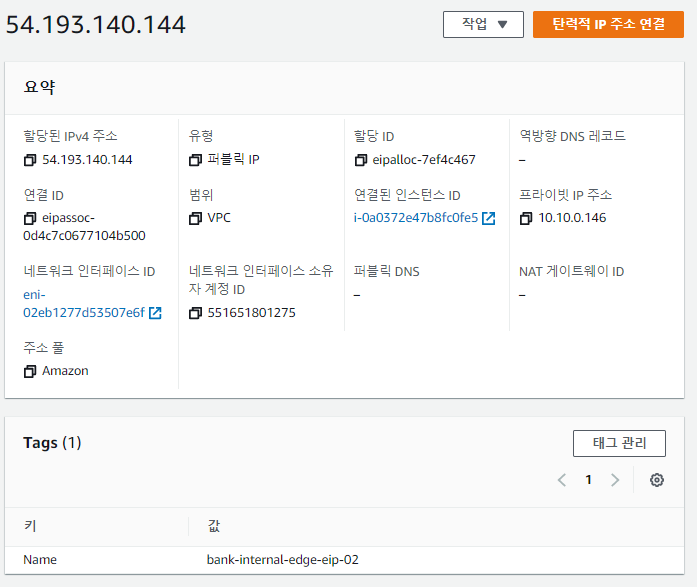 54.193.140.144
작업 ▼
탄력적 IP 주소 연결
요약
할당된 IPv4 주소
54.193.140.144
유형
퍼블릭 IP
할당 ID
eipalloc-7ef4c467
역방향 DNS 레코드
–
연결 ID
eipassoc-
0d4c7c0677104b500
범위
VPC
연결된 인스턴스 ID
i-0a0372e47b8fc0fe5
프라이빗 IP 주소
10.10.0.146
네트워크 인터페이스 ID
eni-
02eb1277d53507e6f
네트워크 인터페이스 소유
자 계정 ID
551651801275
퍼블릭 DNS
–
NAT 게이트웨이 ID
–
주소 풀
Amazon
Tags (1)
태그 관리
1
키
값
Name
bank-internal-edge-eip-02